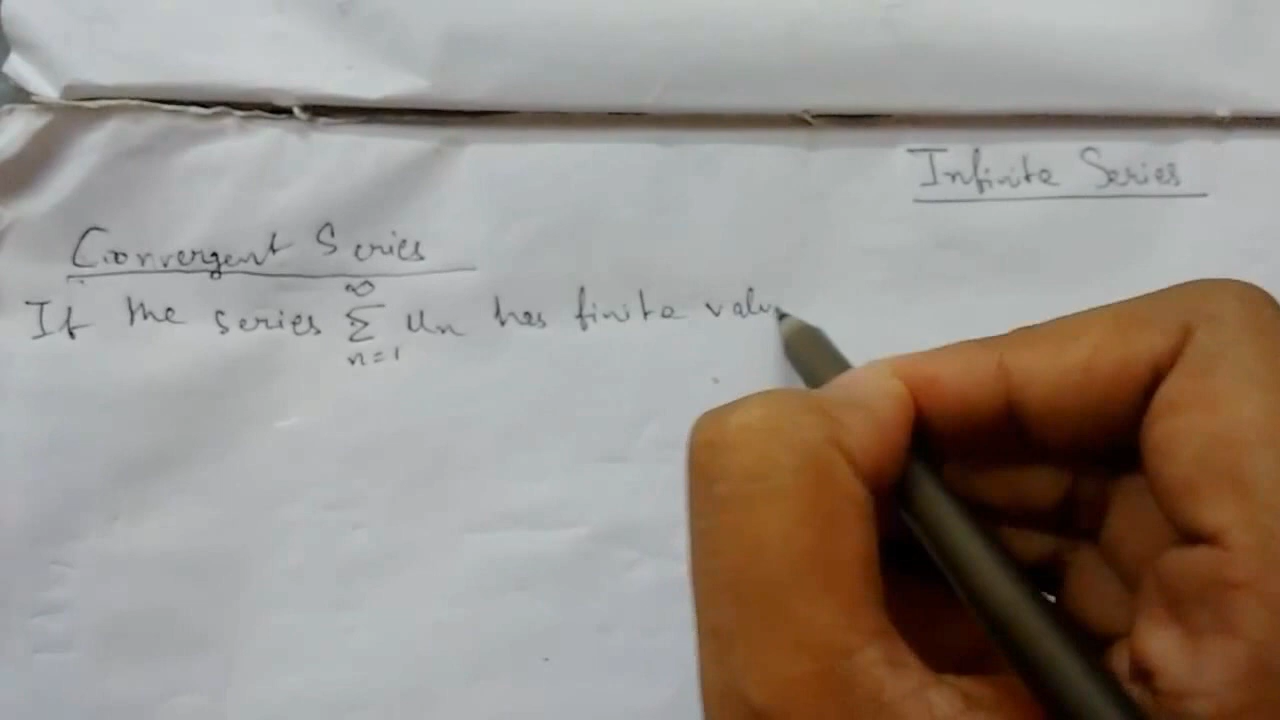 Infinite Series
Convergent Series
If the series ∞ Σ n=1 Un has finite valu